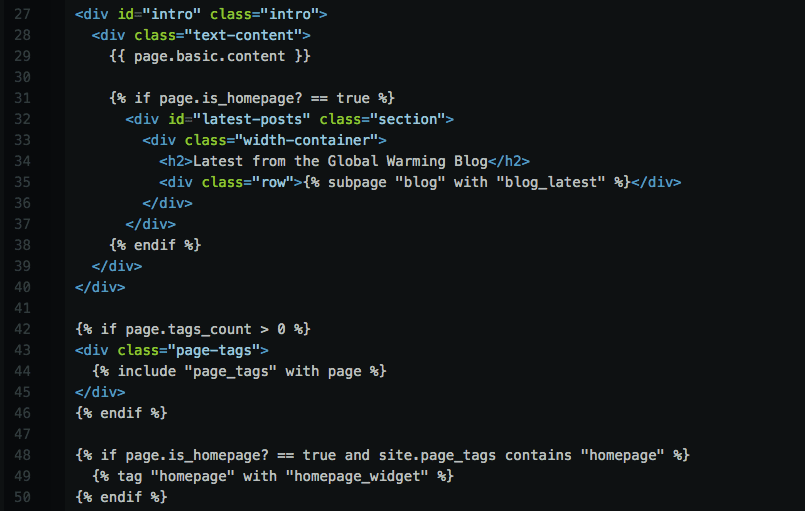 27 <div id="intro" class="intro">
28 <div class="text-content">
29 {{ page.basic.content }}
30
31 {% if page.is_homepage? == true %}
32 <div id="latest-posts" class="section">
33 <div class="width-container">
34 <h2>Latest from the Global Warming Blog</h2>
35 <div class="row">{% subpage "blog" with "blog_latest" %}</div>
36 </div>
37 </div>
38 {% endif %}
39 </div>
40 </div>
41
42 {% if page.tags_count > 0 %}
43 <div class="page-tags">
44 {% include "page_tags" with page %}
45 </div>
46 {% endif %}
47
48 {% if page.is_homepage? == true and site.page_tags contains "homepage" %}
49 {% tag "homepage" with "homepage_widget" %}
50 {% endif %}